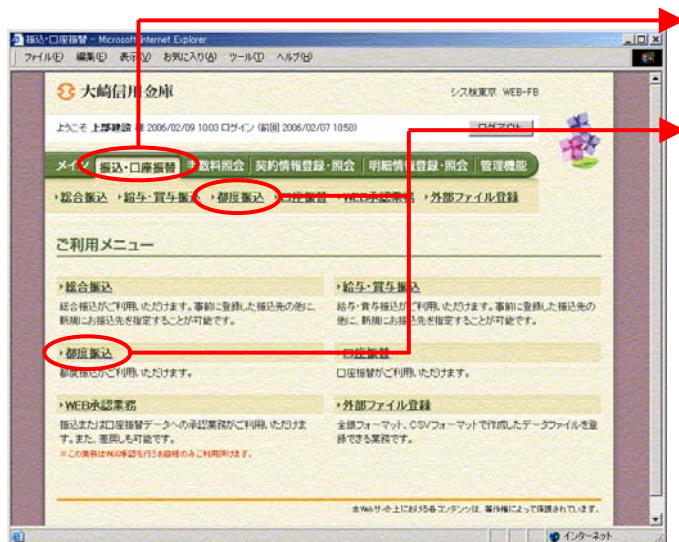 振込・口座振替 - Microsoft Internet Explorer
ファイル(F) 編集(E) 表示(V) お気に入り(A) ツール(T) ヘルプ(H)
大崎信用金庫
シス検東京 WEB-FB
ようこそ 上野建設 様 2006/02/09 10:03 ログイン (前回 2006/02/07 10:58)
ログアウト
メイン 振込・口座振替 手数料照会 契約情報登録・照会 明細情報登録・照会 管理機能
総合振込 給与・賞与振込 都度振込 口座振替 WEB承認業務 外部ファイル登録
ご利用メニュー
総合振込
総合振込がご利用いただけます。事前に登録した振込先の他に、
新規にお振込先を指定することが可能です。
給与・賞与振込
給与・賞与振込がご利用いただけます。事前に登録した振込先の
他に、新規にお振込先を指定することが可能です。
都度振込
都度振込がご利用いただけます。
口座振替
口座振替がご利用いただけます。
WEB承認業務
振込または口座振替データへの承認業務がご利用いただけま
す。また、差戻しも可能です。
※この業務はWEB承認を行うお客様のみご利用頂けます。
外部ファイル登録
全銀フォーマット、CSVフォーマットで作成したデータファイルを登
録できる業務です。
本Webサイト上における各コンテンツは、著作権によって保護されています。
インターネット